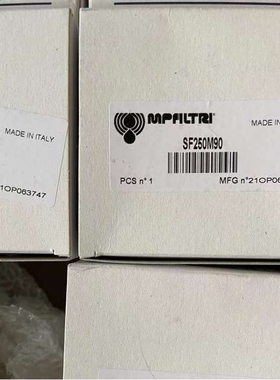 MADE IN ITALY
21OP063747
MPFILTRI®
MADE IN
SF250M90
PCS n° 1
MFG n°21OP06